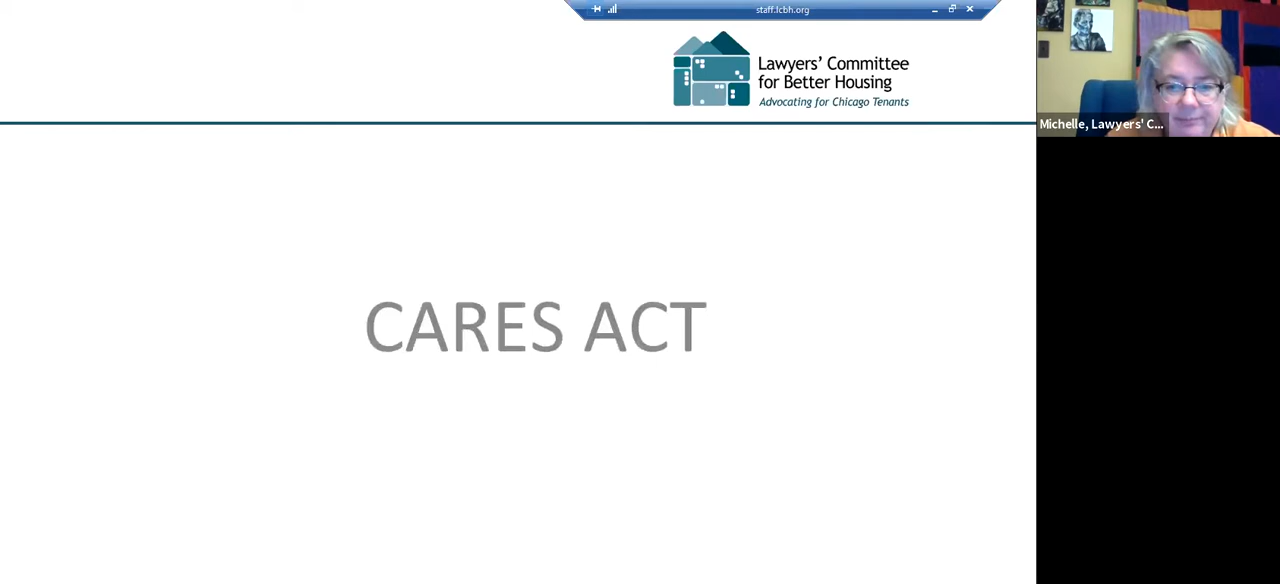 staff.lcbh.org
Lawyers' Committee
for Better Housing
Advocating for Chicago Tenants
Michelle, Lawyers' C...
CARES ACT